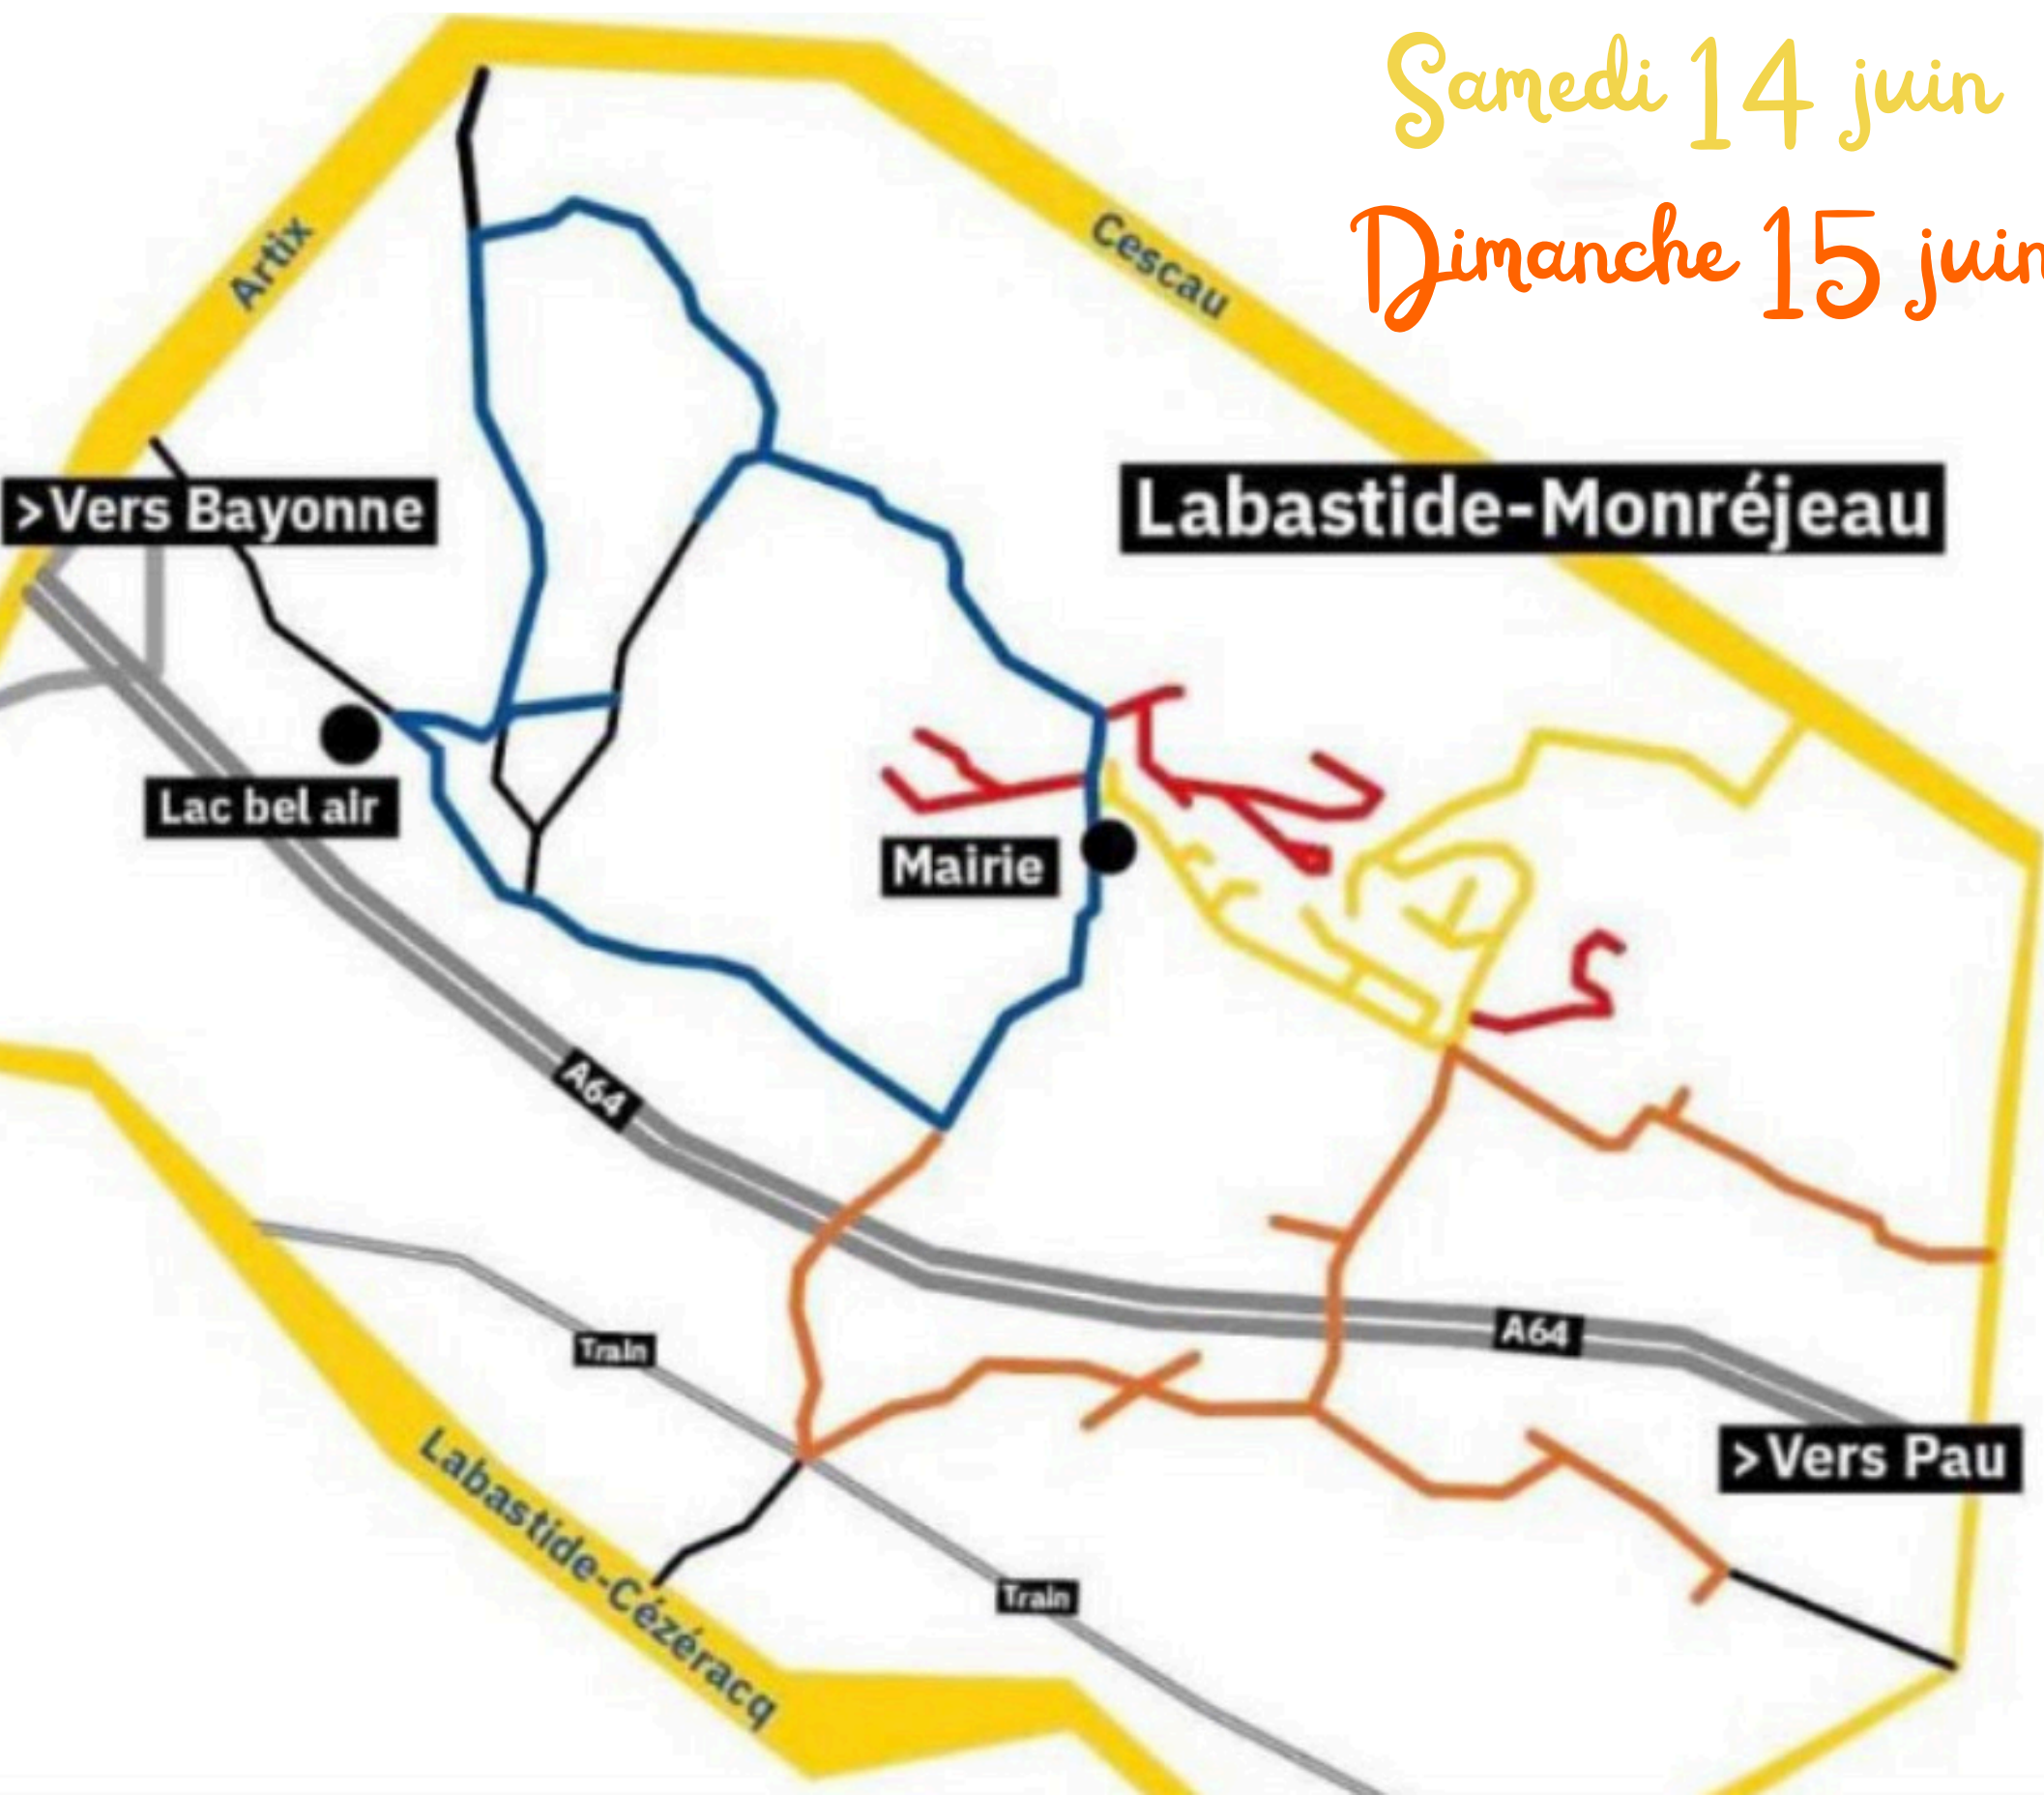 Samedi 14 juin
Dimanche 15 juin
Artix
Cescau
>Vers Bayonne
Labastide-Monréjeau
Lac bel air
Mairie
A64
A64
Train
>Vers Pau
Labastide-Cézéracq
Train